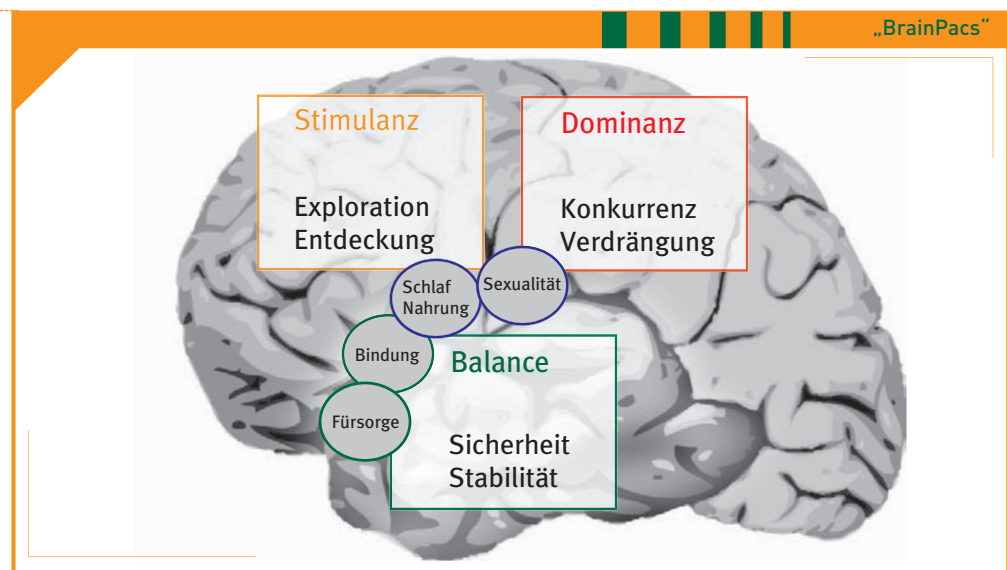 „BrainPacs“
Stimulanz
Exploration
Entdeckung
Dominanz
Konkurrenz
Verdrängung
Schlaf
Nahrung
Sexualität
Bindung
Fürsorge
Balance
Sicherheit
Stabilität